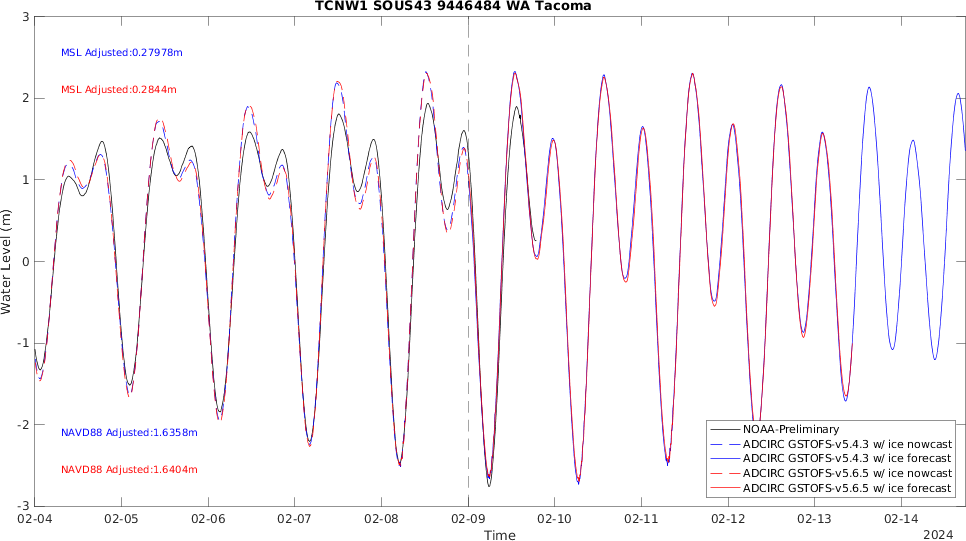 TCNW1 SOUS43 9446484 WA Tacoma
3
2
1
0
-1
-2
-3
Water Level (m)
MSL Adjusted:0.27978m
MSL Adjusted:0.2844m
NAVD88 Adjusted:1.6358m
NAVD88 Adjusted:1.6404m
NOAA-Preliminary
ADCIRC GSTOFS-v5.4.3 w/ ice nowcast
ADCIRC GSTOFS-v5.4.3 w/ ice forecast
ADCIRC GSTOFS-v5.6.5 w/ ice nowcast
ADCIRC GSTOFS-v5.6.5 w/ ice forecast
02-04 02-05 02-06 02-07 02-08 02-09 02-10 02-11 02-12 02-13 02-14
Time
2024